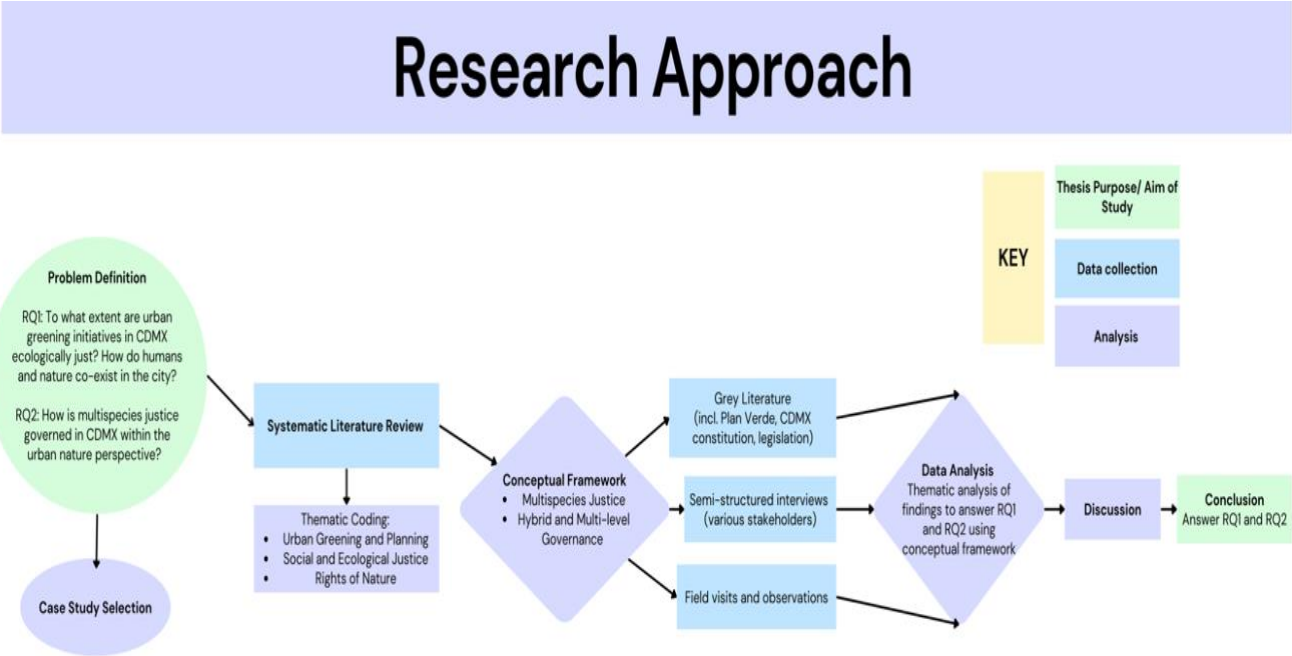 Research Approach
KEY
Thesis Purpose/ Aim of
Study
Data collection
Analysis
Problem Definition
RQ1: To what extent are urban
greening initiatives in CDMX
ecologically just? How do humans
and nature co-exist in the city?
RQ2: How is multispecies justice
governed in CDMX within the
urban nature perspective?
Case Study Selection
Systematic Literature Review
Thematic Coding:
• Urban Greening and Planning
• Social and Ecological Justice
• Rights of Nature
Conceptual Framework
• Multispecies Justice
• Hybrid and Multi-level
Governance
Grey Literature
(incl. Plan Verde, CDMX
constitution, legislation)
Semi-structured interviews
(various stakeholders)
Field visits and observations
Data Analysis
Thematic analysis of
findings to answer RQ1
and RQ2 using
conceptual framework
Discussion
Conclusion
Answer RQ1 and RQ2